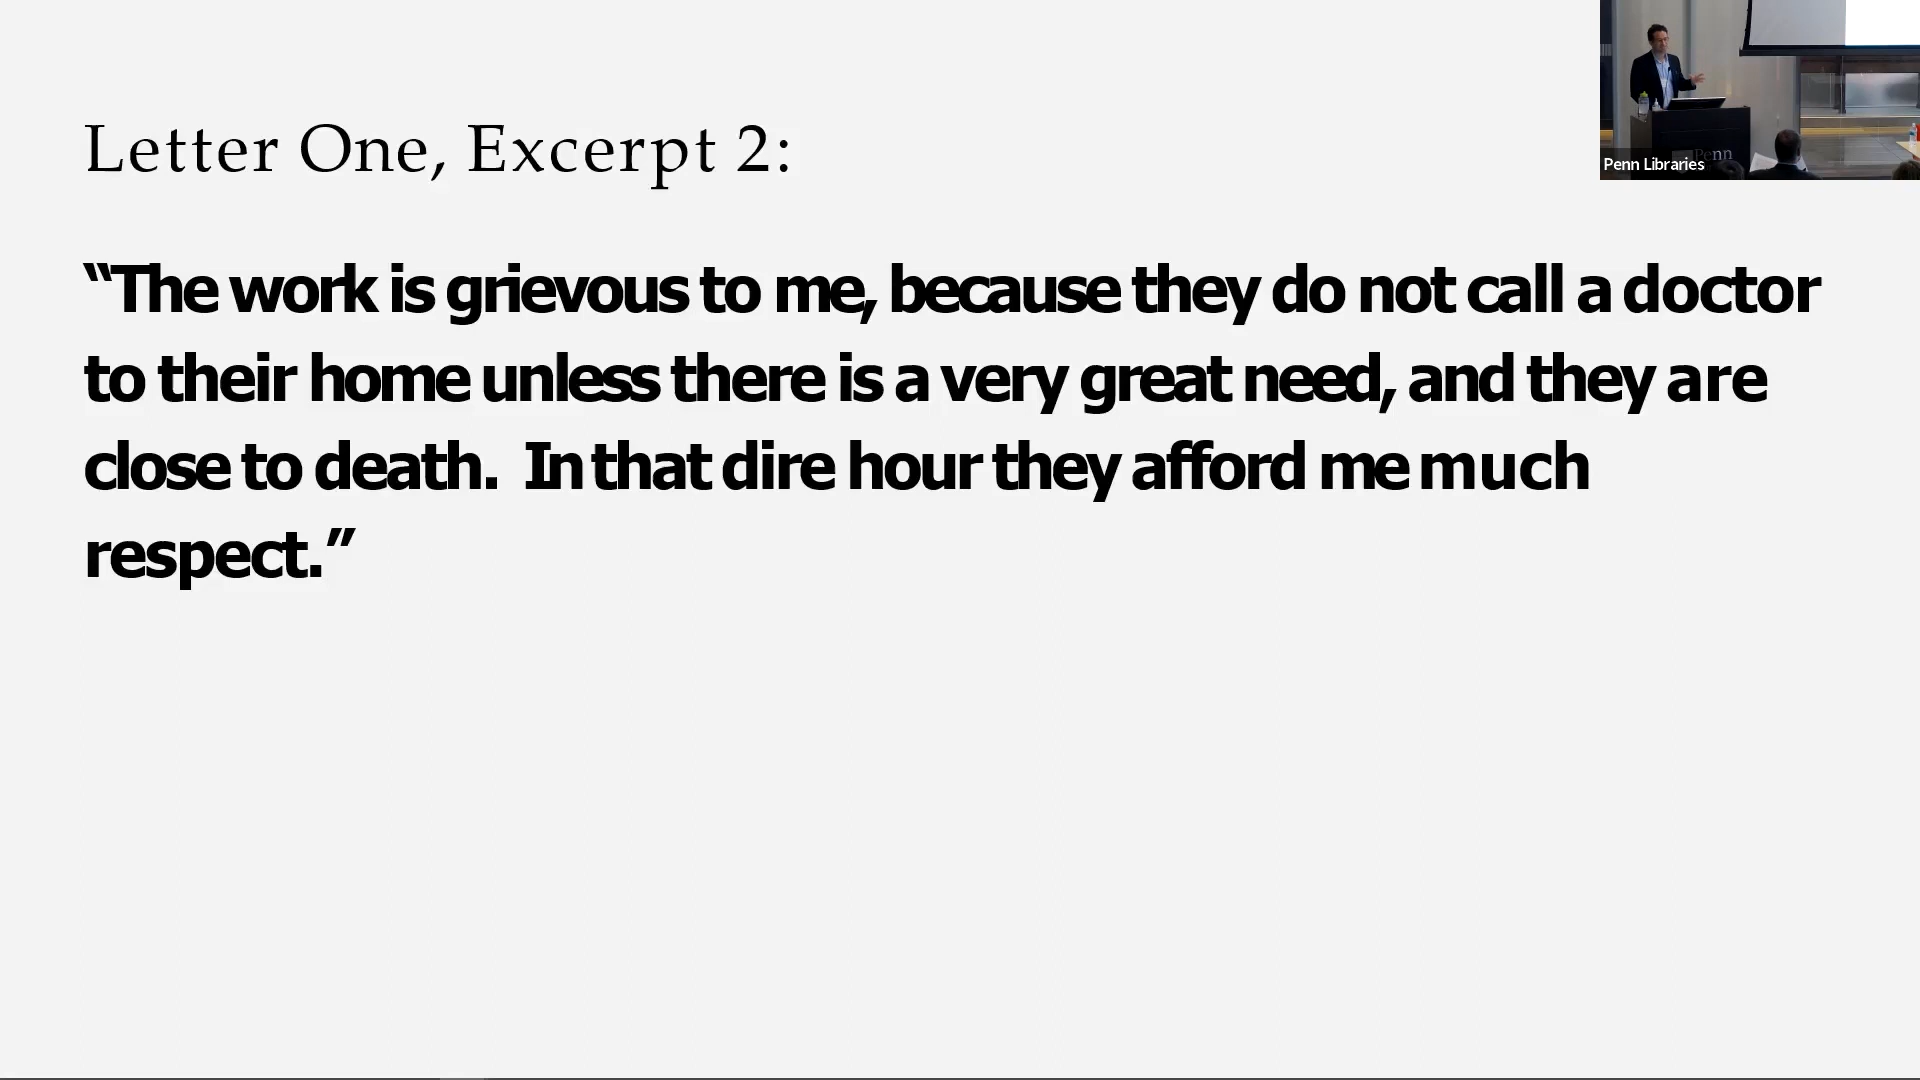 Letter One, Excerpt 2:
“The work is grievous to me, because they do not call a doctor
to their home unless there is a very great need, and they are
close to death.  In that dire hour they afford me much
respect.”
Penn
Penn Libraries